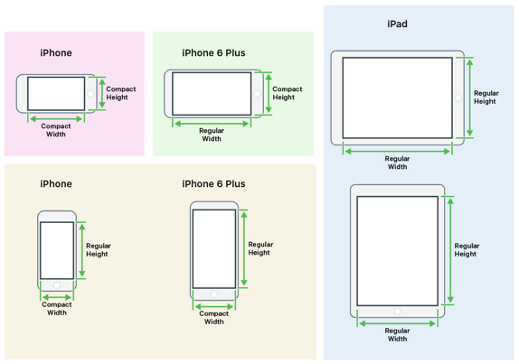 iPhone
Compact
Height
Compact
Width
iPhone 6 Plus
Compact
Height
Regular
Width
iPad
Regular
Height
Regular
Width
iPhone
Regular
Height
Compact
Width
iPhone 6 Plus
Regular
Height
Compact
Width
Regular
Height
Regular
Width